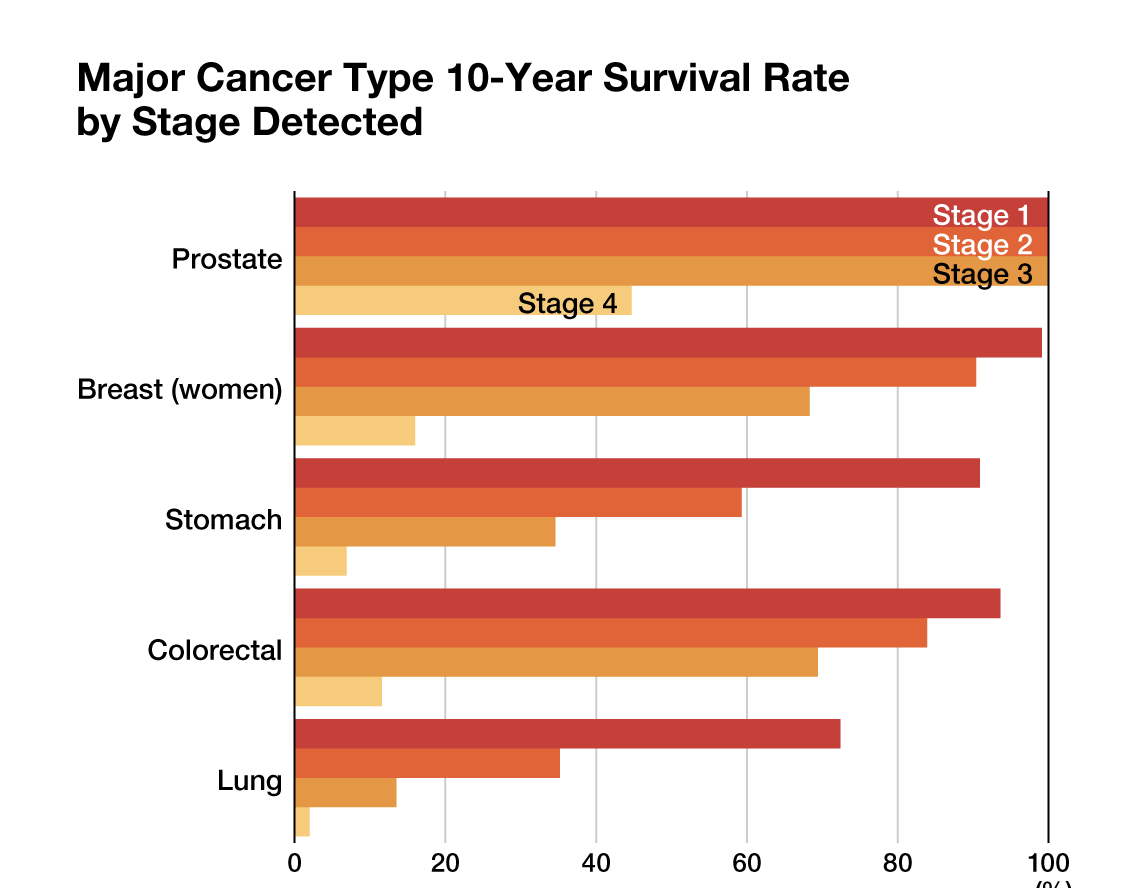 Major Cancer Type 10-Year Survival Rate
by Stage Detected
Stage 1
Stage 2
Prostate
Stage 3
Stage 4
Breast (women)
Stomach
Colorectal
Lung
0 20 40 60 80 100
(%)